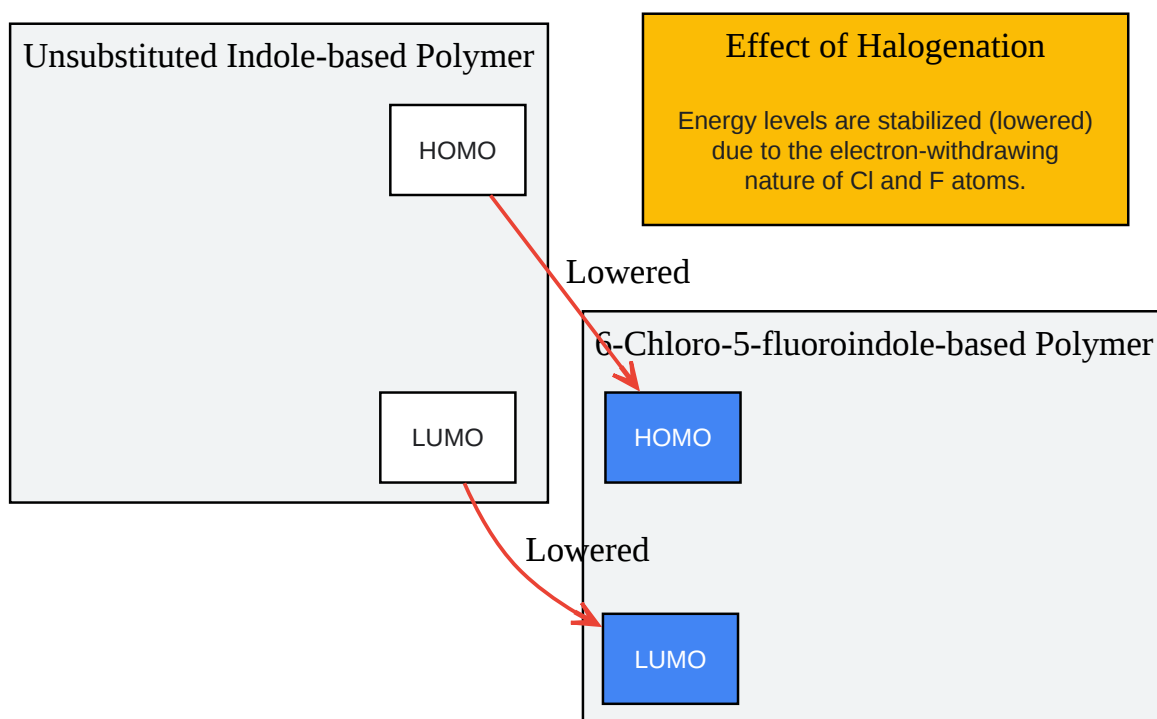 Unsubstituted Indole-based Polymer
HOMO
LUMO
Effect of Halogenation
Energy levels are stabilized (lowered)
due to the electron-withdrawing
nature of Cl and F atoms.
Lowered
Lowered
6-Chloro-5-fluoroindole-based Polymer
HOMO
LUMO